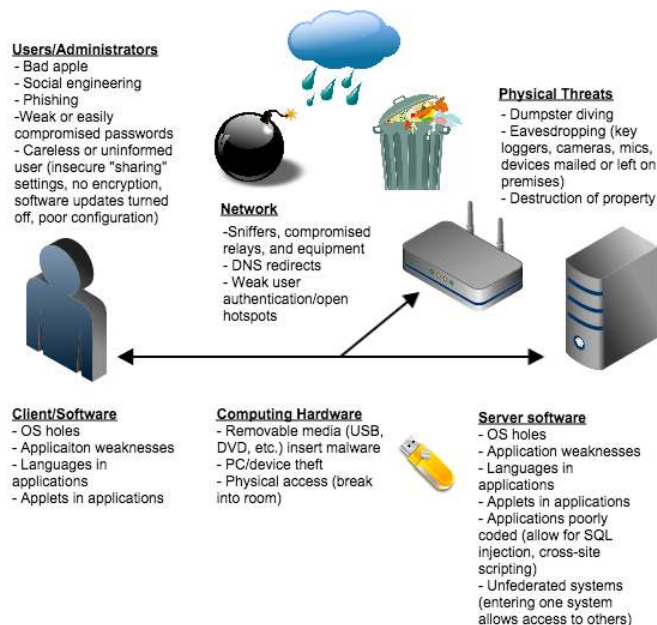 Users/Administrators
- Bad apple
- Social engineering
- Phishing
-Weak or easily
compromised passwords
- Careless or uninformed
user (insecure "sharing"
settings, no encryption,
software updates turned
off, poor configuration)
Physical Threats
- Dumpster diving
- Eavesdropping (key
loggers, cameras, mics,
devices mailed or left on
premises)
- Destruction of property
Network
-Sniffers, compromised
relays, and equipment
- DNS redirects
- Weak user
authentication/open
hotspots
Client/Software
- OS holes
- Applicaiton weaknesses
- Languages in
applications
- Applets in applications
Computing Hardware
- Removable media (USB,
DVD, etc.) insert malware
- PC/device theft
- Physical access (break
into room)
Server software
- OS holes
- Application weaknesses
- Languages in
applications
- Applets in applications
- Applications poorly
coded (allow for SQL
injection, cross-site
scripting)
- Unfederated systems
(entering one system
allows access to others)